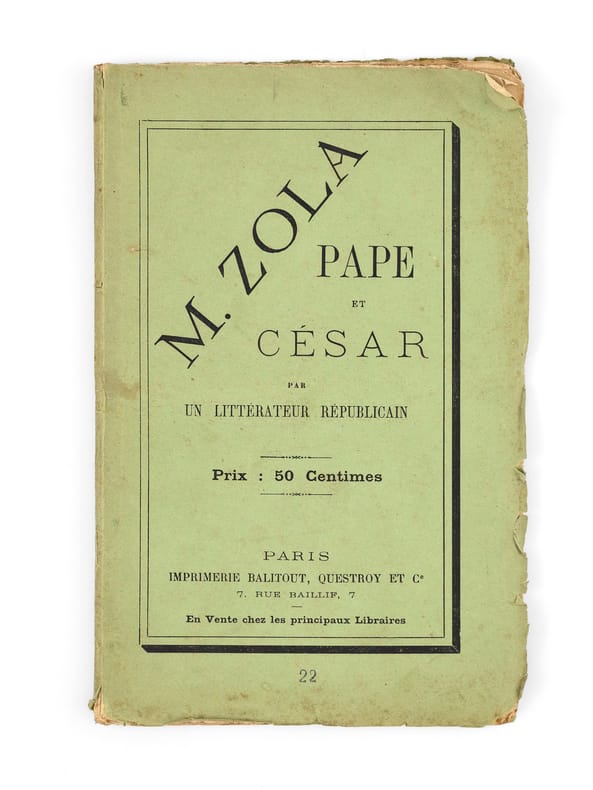 M. ZOLA
PAPE
ET
CÉSAR
PAR
UN LITTÉRATEUR RÉPUBLICAIN
Prix : 50 Centimes
PARIS
IMPRIMERIE BALITOUT, QUESTROY ET Cᵉ
7, RUE BAILLIF, 7
En Vente chez les principaux Libraires
22